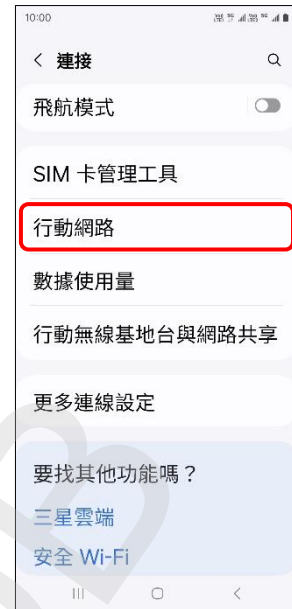 10:00
連接
飛航模式
SIM 卡管理工具
行動網路
數據使用量
行動無線基地台與網路共享
更多連線設定
要找其他功能嗎？
三星雲端
安全 Wi-Fi